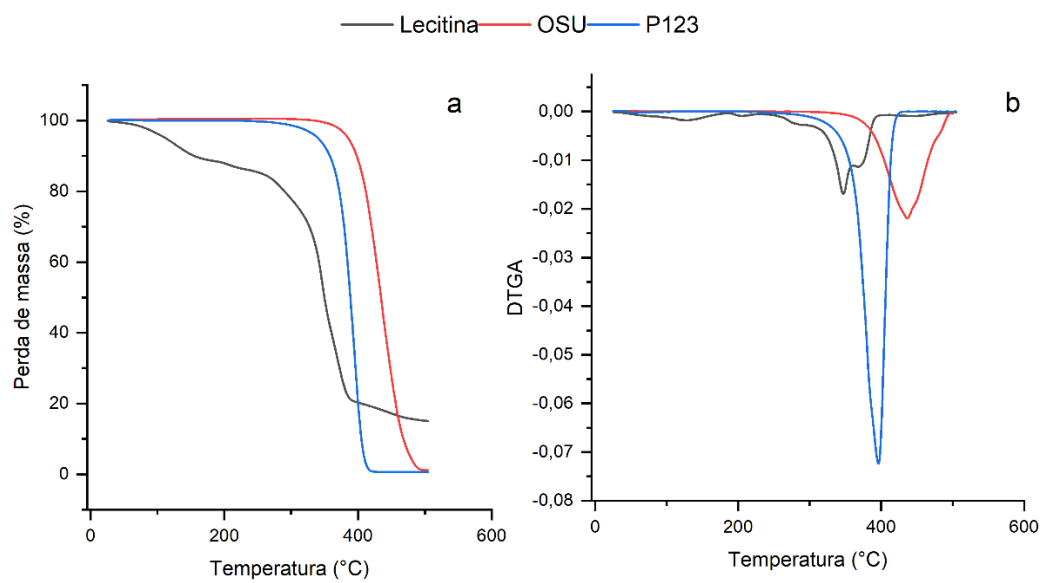 Lecitina OSU P123
a
Perda de massa (%)
100
80
60
40
20
0
0 200 400 600
Temperatura (°C)
b
DTGA
0,00
-0,01
-0,02
-0,03
-0,04
-0,05
-0,06
-0,07
-0,08
0 200 400 600
Temperatura (°C)